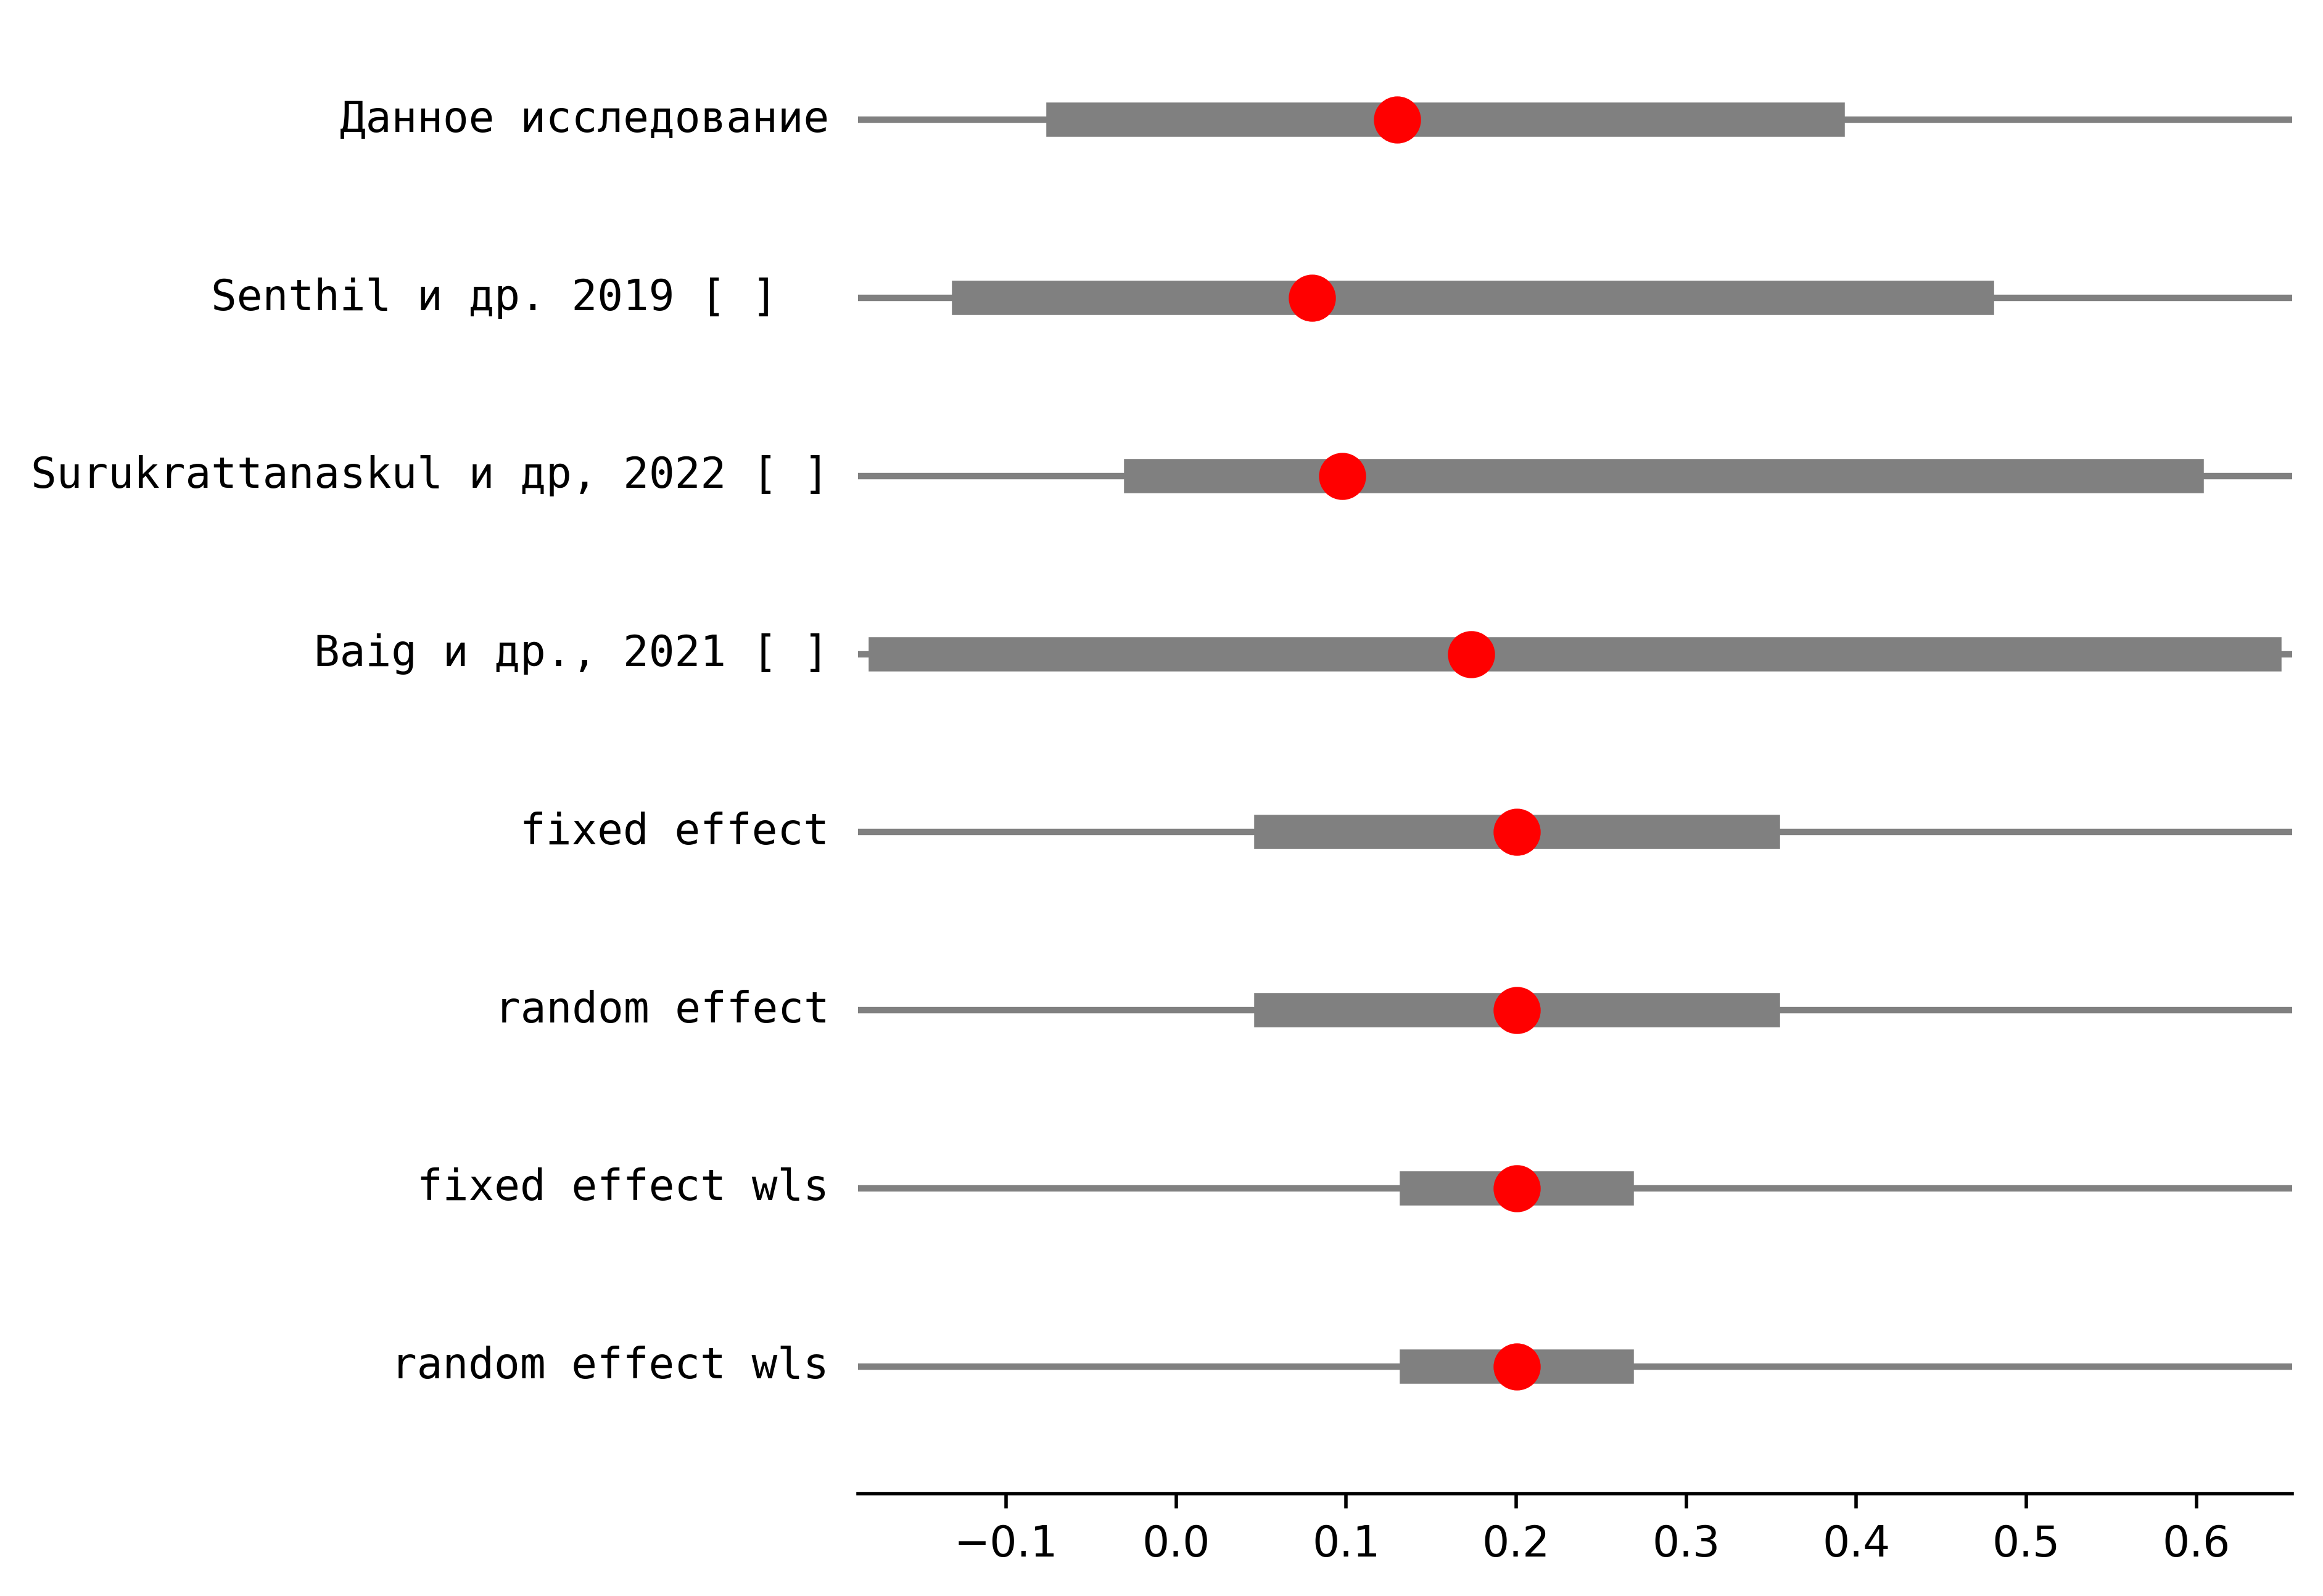 Данное исследование
Senthil и др. 2019 [ ]
Surukrattanaskul и др, 2022 [ ]
Baig и др., 2021 [ ]
fixed effect
random effect
fixed effect wls
random effect wls
−0.1 0.0 0.1 0.2 0.3 0.4 0.5 0.6